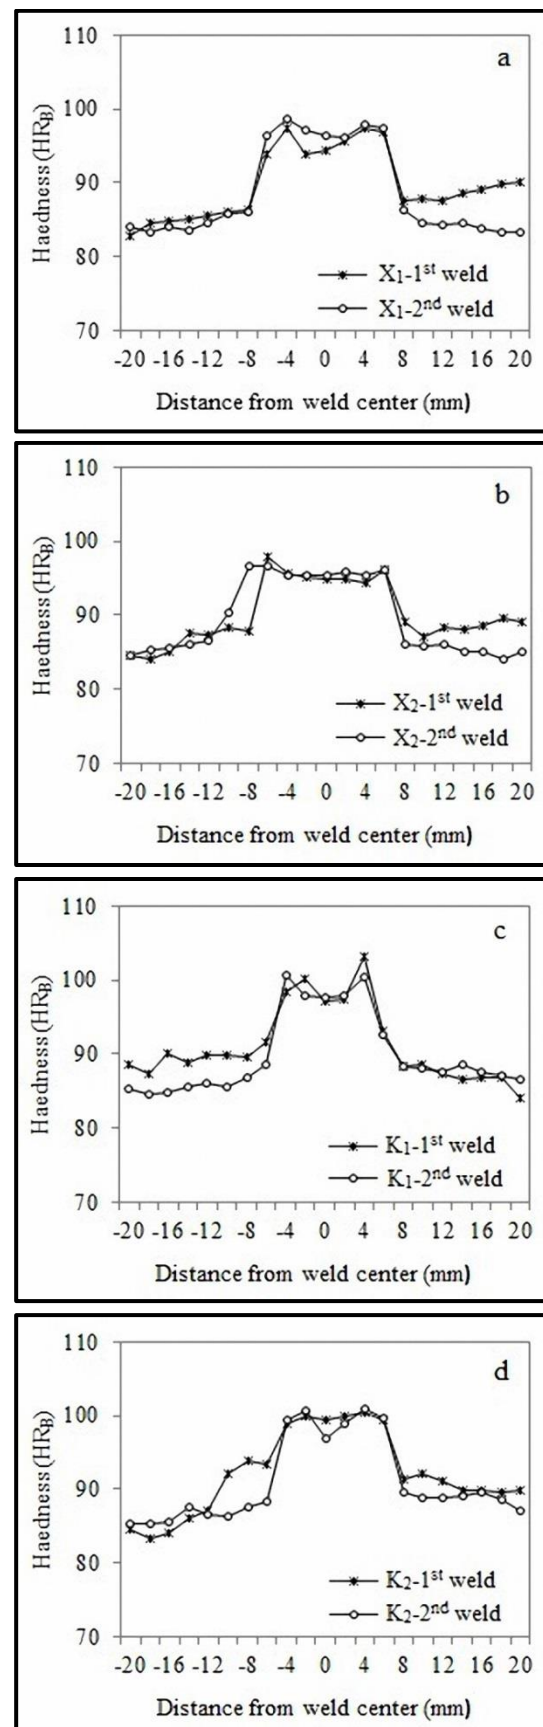 a
110
100
90
80
70
Haedness (HRB)
X1-1st weld
X1-2nd weld
-20 -16 -12 -8 -4 0 4 8 12 16 20
Distance from weld center (mm)
b
110
100
90
80
70
Haedness (HRB)
X2-1st weld
X2-2nd weld
-20 -16 -12 -8 -4 0 4 8 12 16 20
Distance from weld center (mm)
c
110
100
90
80
70
Haedness (HRB)
K1-1st weld
K1-2nd weld
-20 -16 -12 -8 -4 0 4 8 12 16 20
Distance from weld center (mm)
d
110
100
90
80
70
Haedness (HRB)
K2-1st weld
K2-2nd weld
-20 -16 -12 -8 -4 0 4 8 12 16 20
Distance from weld center (mm)